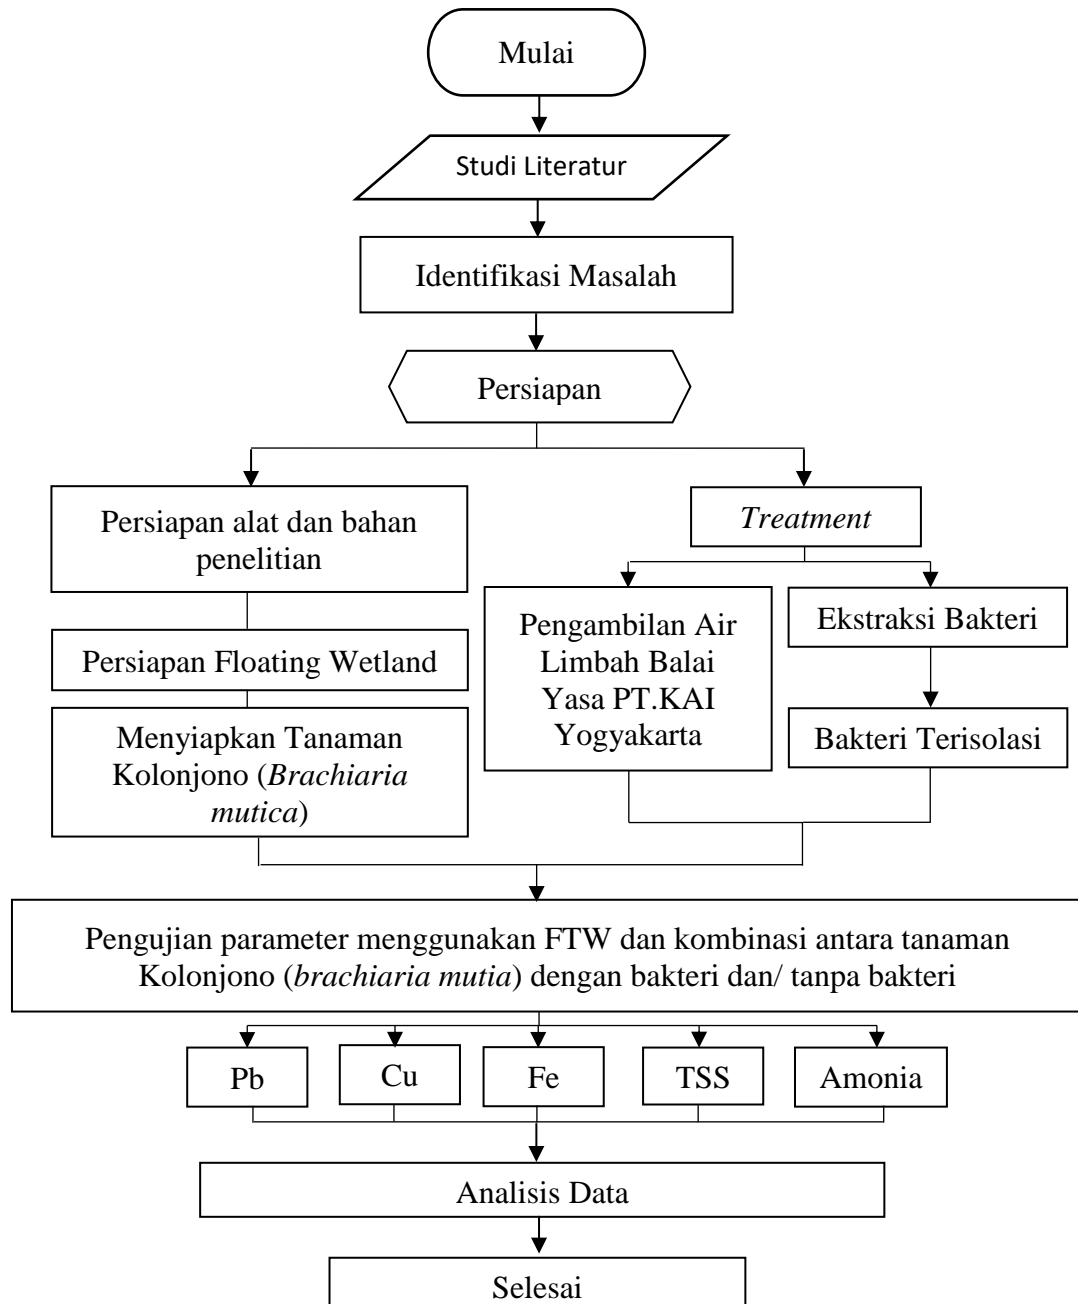 Mulai
Studi Literatur
Identifikasi Masalah
Persiapan
Persiapan alat dan bahan
penelitian
Persiapan Floating Wetland
Menyiapkan Tanaman
Kolonjono (Brachiaria
mutica)
Treatment
Pengambilan Air
Limbah Balai
Yasa PT.KAI
Yogyakarta
Ekstraksi Bakteri
Bakteri Terisolasi
Pengujian parameter menggunakan FTW dan kombinasi antara tanaman
Kolonjono (brachiaria mutia) dengan bakteri dan/ tanpa bakteri
Pb
Cu
Fe
TSS
Amonia
Analisis Data
Selesai